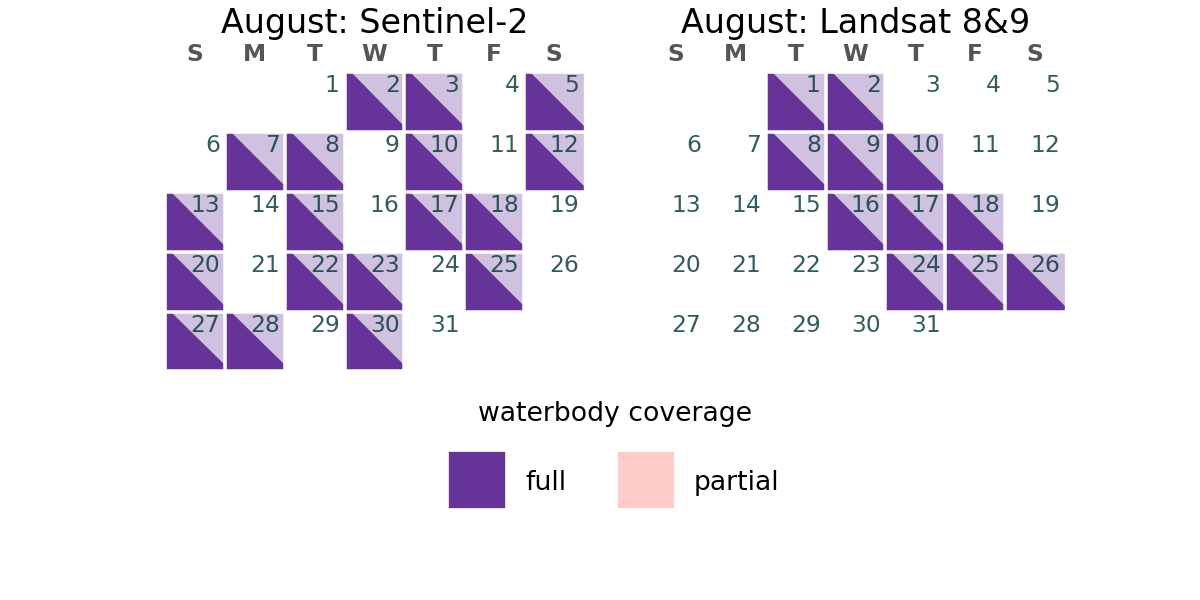 August: Sentinel-2
S M T W T F S
1 2 3 4 5
6 7 8 9 10 11 12
13 14 15 16 17 18 19
20 21 22 23 24 25 26
27 28 29 30 31
August: Landsat 8&9
S M T W T F S
1 2 3 4 5
6 7 8 9 10 11 12
13 14 15 16 17 18 19
20 21 22 23 24 25 26
27 28 29 30 31
waterbody coverage
full
partial